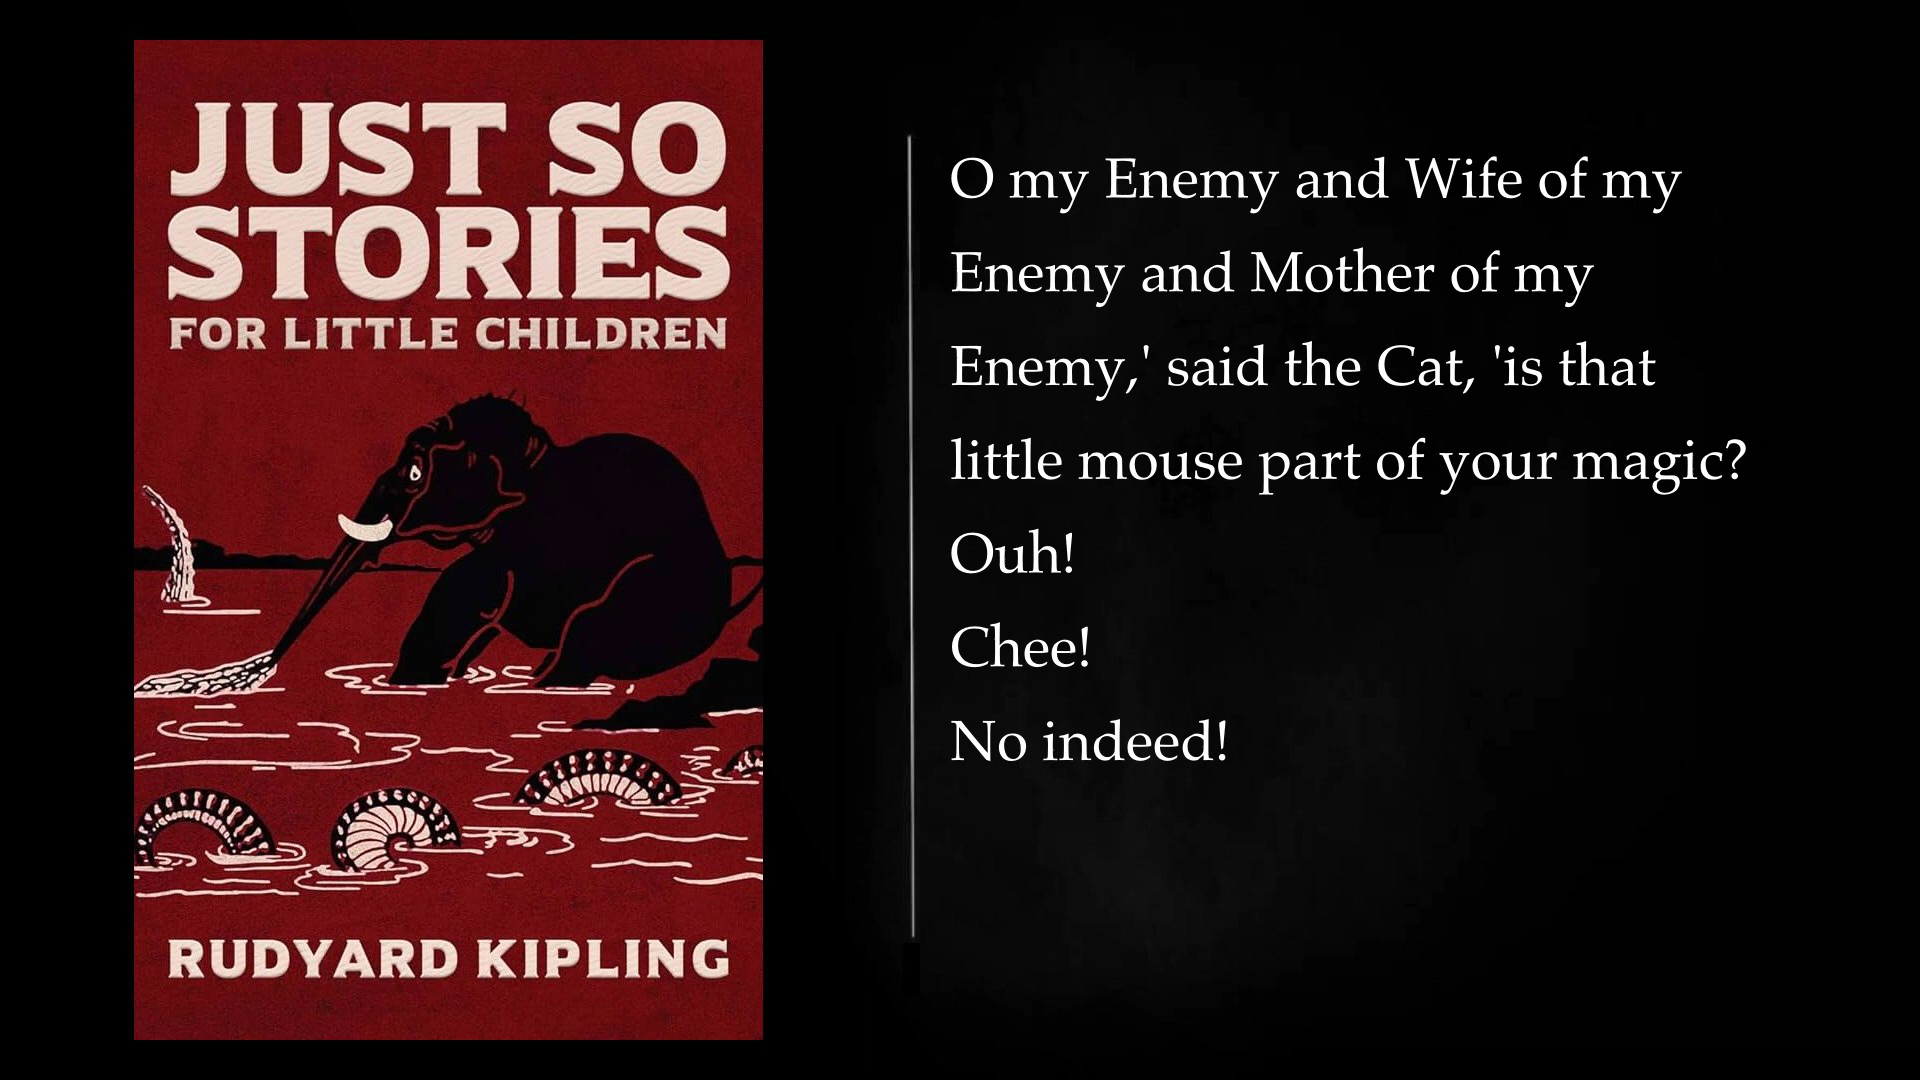 JUST SO
STORIES
FOR LITTLE CHILDREN
RUDYARD KIPLING
O my Enemy and Wife of my
Enemy and Mother of my
Enemy,' said the Cat, 'is that
little mouse part of your magic?
Ouh!
Chee!
No indeed!